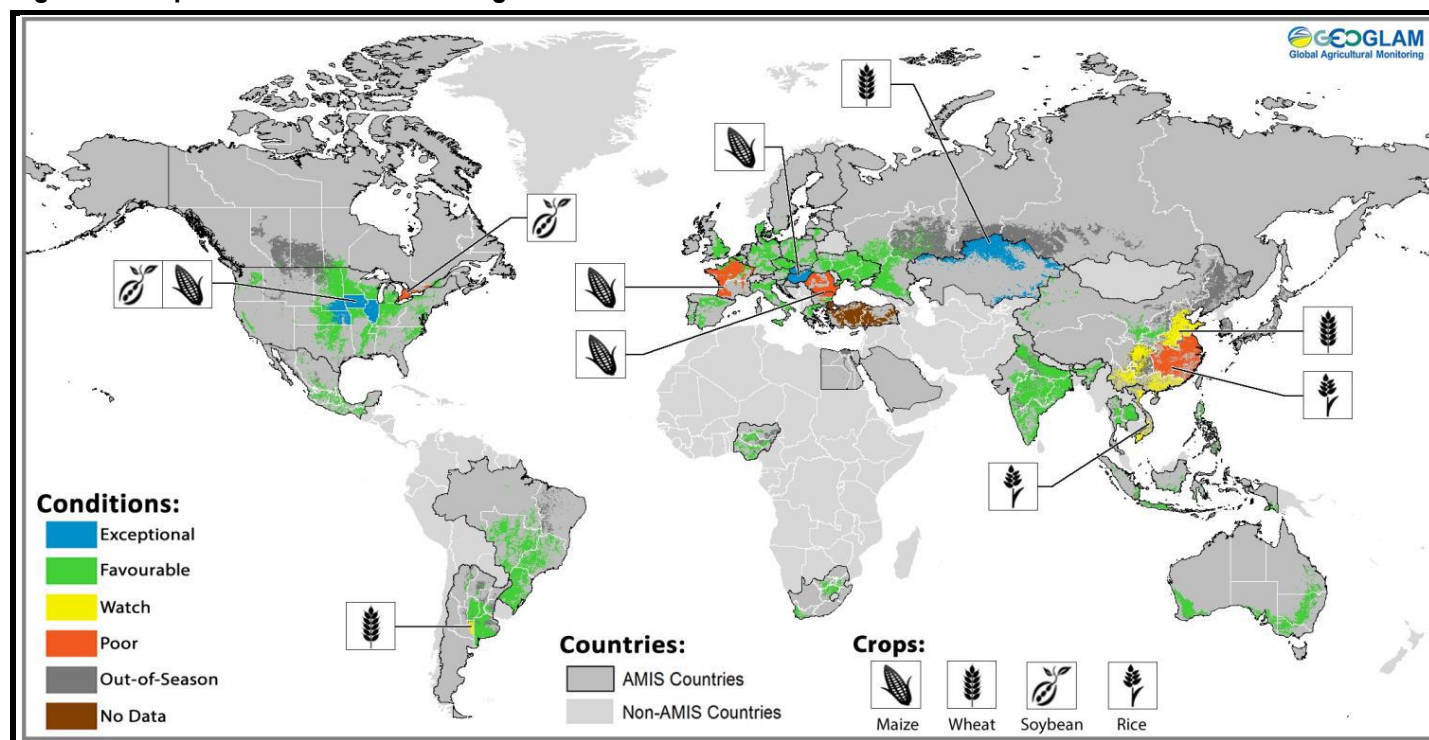 GEOGLAM
Global Agricultural Monitoring
Conditions:
Exceptional
Favourable
Watch
Poor
Out-of-Season
No Data
Countries:
AMIS Countries
Non-AMIS Countries
Crops:
Maize
Wheat
Soybean
Rice